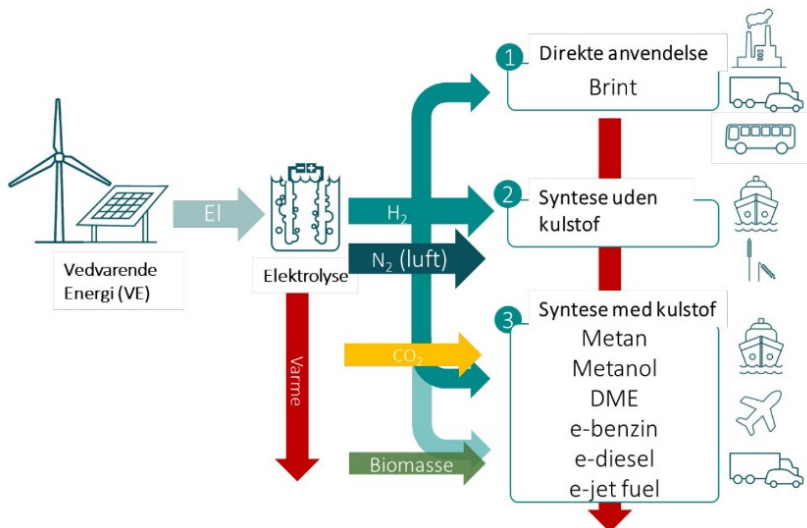 Vedvarende
Energi (VE)
El
− +
Elektrolyse
Varme
H₂
N₂ (luft)
CO₂
Biomasse
1
Direkte anvendelse
Brint
2
Syntese uden
kulstof
3
Syntese med kulstof
Metan
Metanol
DME
e-benzin
e-diesel
e-jet fuel